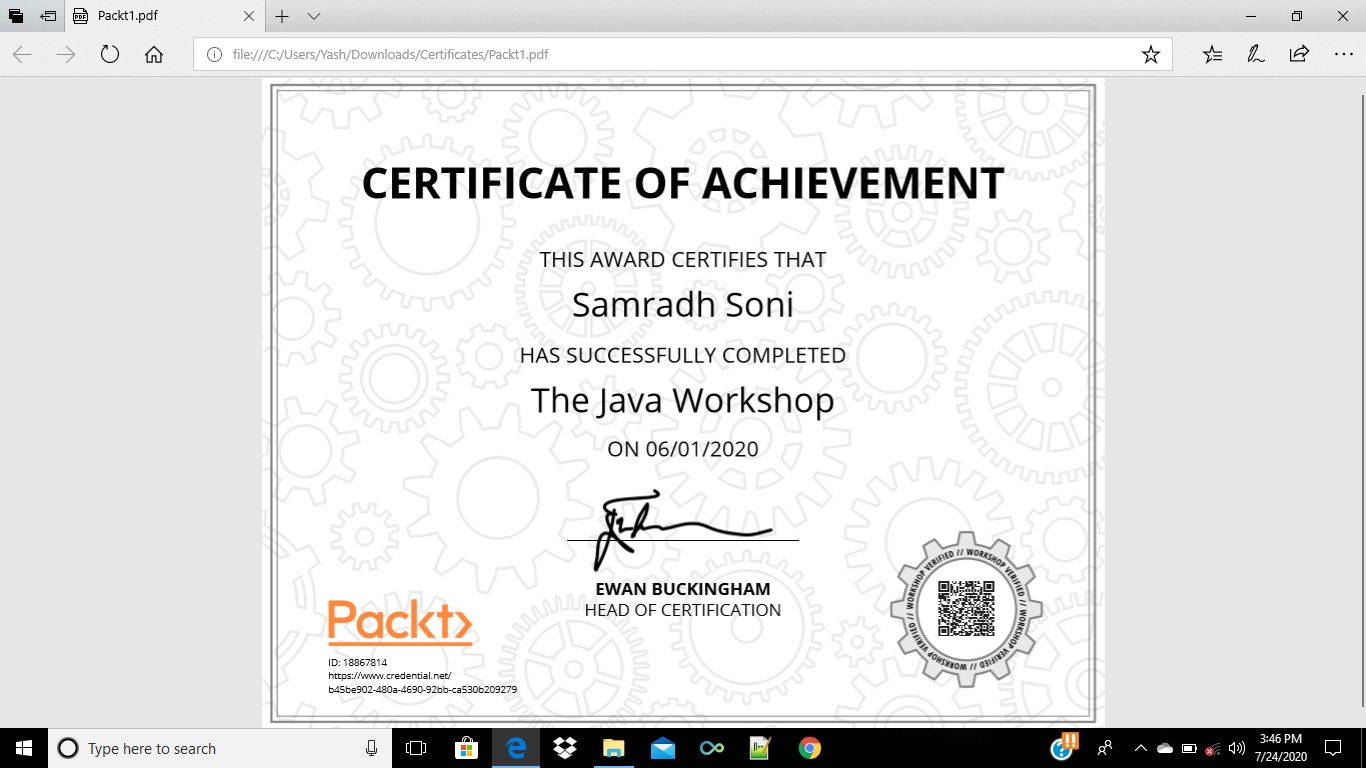 Packt1.pdf
file:///C:/Users/Yash/Downloads/Certificates/Packt1.pdf
CERTIFICATE OF ACHIEVEMENT
THIS AWARD CERTIFIES THAT
Samradh Soni
HAS SUCCESSFULLY COMPLETED
The Java Workshop
ON 06/01/2020
EWAN BUCKINGHAM
HEAD OF CERTIFICATION
Packt>
ID: 18867814
https://www.credential.net/
b45be902-480a-4690-92bb-ca530b209279
WORKSHOP VERIFIED // WORKSHOP VERIFIED // WORKSHOP VERIFIED // WORKSHOP VERIFIED //
Type here to search
3:46 PM
7/24/2020